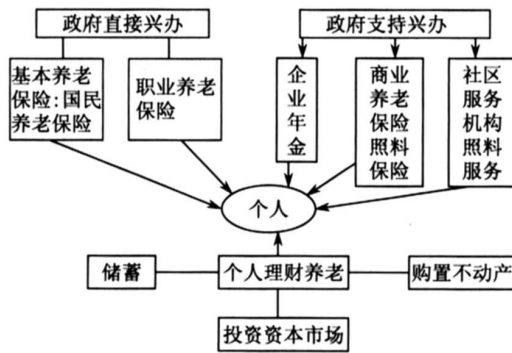 政府直接兴办
政府支持兴办
基本养老
保险:国民
养老保险
职业养老
保险
企
业
年
金
商业
养老
保险
照料
保险
社区
服务
机构
照料
服务
个人
储蓄
个人理财养老
购置不动产
投资资本市场